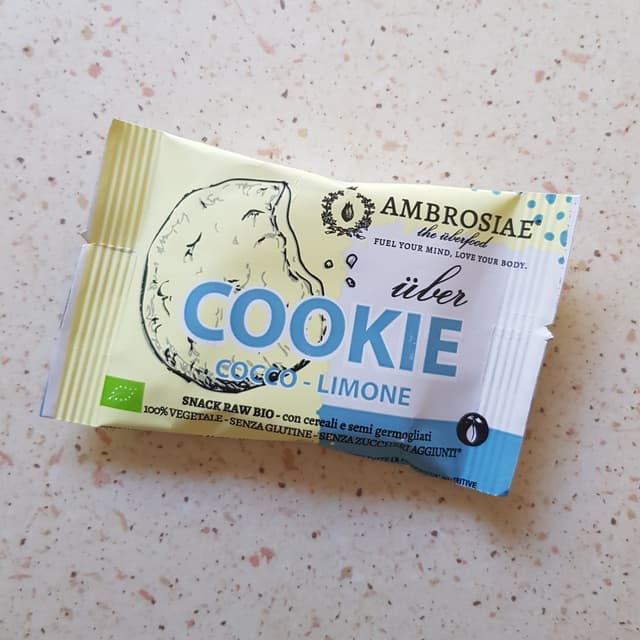 AMBROSIAE®
the überfood
FUEL YOUR MIND, LOVE YOUR BODY.
über
COOKIE
COCCO - LIMONE
SNACK RAW BIO - con cereali e semi germogliati
100% VEGETALE - SENZA GLUTINE - SENZA ZUCCHERI AGGIUNTI*